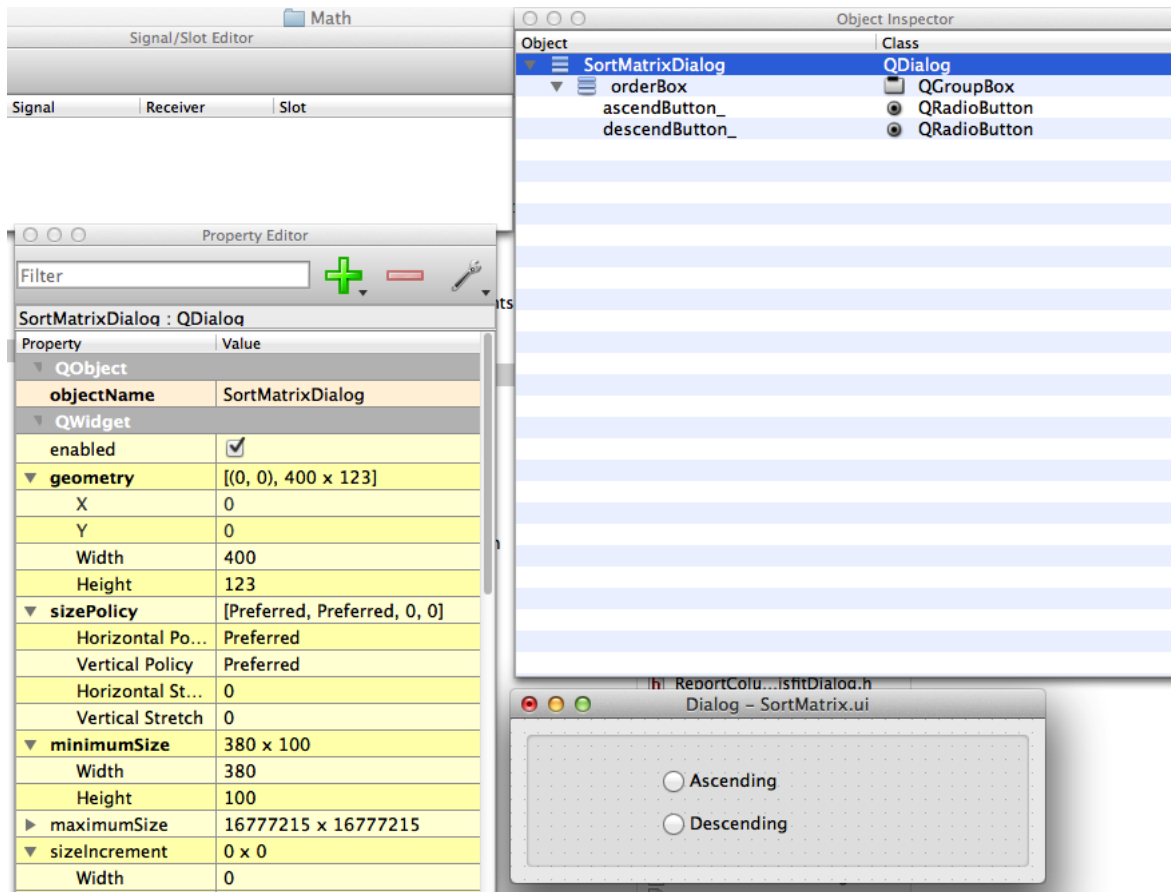 Math
Signal/Slot Editor
Signal Receiver Slot
Object Inspector
Object Class
SortMatrixDialog QDialog
orderBox QGroupBox
ascendButton_ QRadioButton
descendButton_ QRadioButton
Property Editor
Filter
nts
SortMatrixDialog : QDialog
Property Value
QObject
objectName SortMatrixDialog
QWidget
enabled
geometry [(0, 0), 400 x 123]
X 0
Y 0
Width 400
Height 123
sizePolicy [Preferred, Preferred, 0, 0]
Horizontal Po... Preferred
Vertical Policy Preferred
Horizontal St... 0
Vertical Stretch 0
minimumSize 380 x 100
Width 380
Height 100
maximumSize 16777215 x 16777215
sizeIncrement 0 x 0
Width 0
h ReportColu...isfitDialog.h
Dialog – SortMatrix.ui
Ascending
Descending